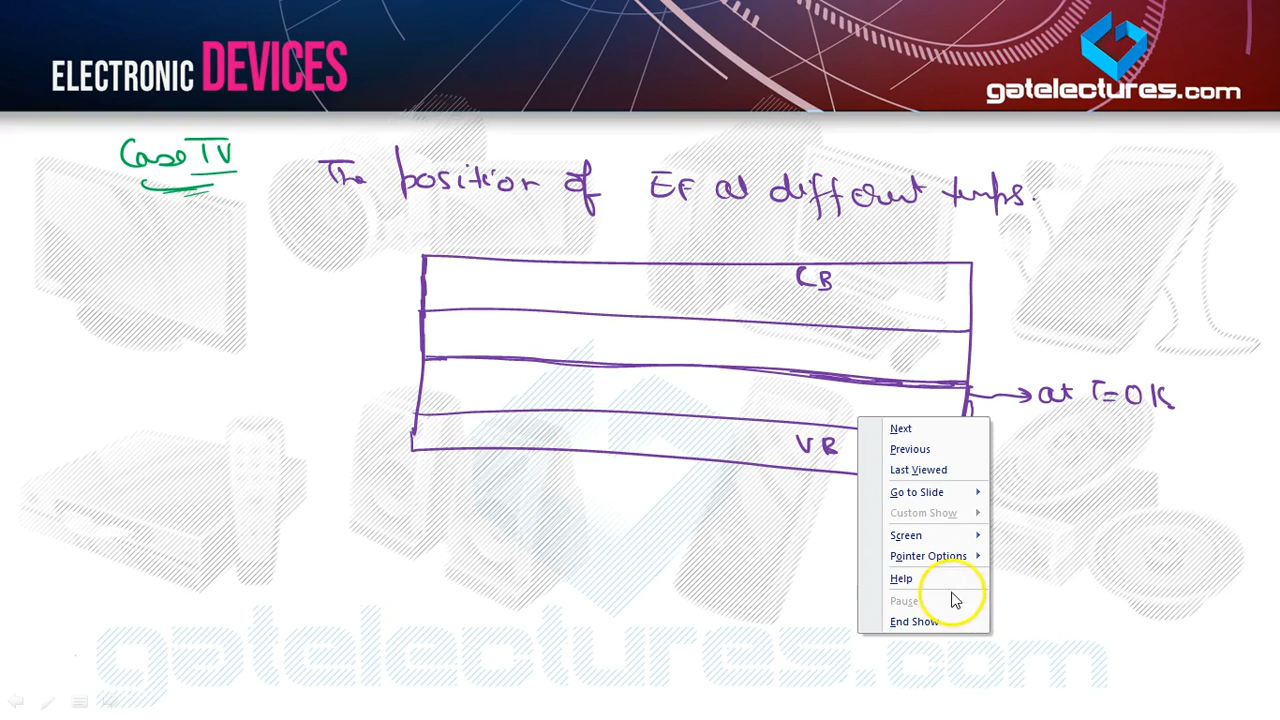 ELECTRONIC DEVICES
gatelectures.com
Case IV
The position of EF at different temps.
CB
at T=0K
VB
Next
Previous
Last Viewed
Go to Slide
Custom Show
Screen
Pointer Options
Help
Pause
End Show
gatelectures.com